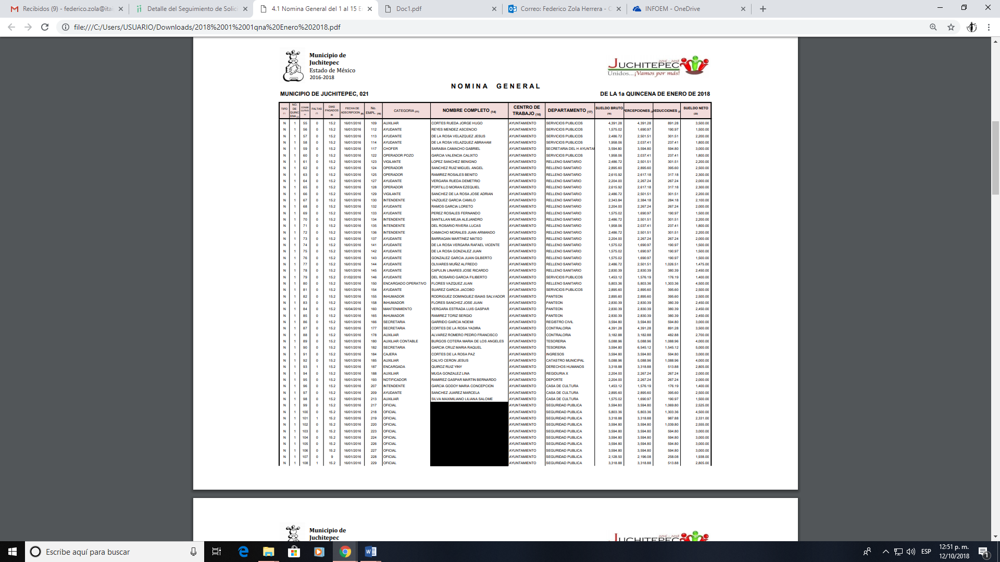 Recibidos (9) - federico.zola@itai
Detalle del Seguimiento de Solici
4.1 Nomina General del 1 al 15 E
Doc1.pdf
Correo: Federico Zola Herrera - O
INFOEM - OneDrive
file:///C:/Users/USUARIO/Downloads/2018%2001%2001qna%20Enero%202018.pdf
Municipio de
Juchitepec
Estado de México
2016-2018
2016 - 2018
JUCHITEPEC
Unidos... ¡Vamos por más!
NOMINA GENERAL
MUNICIPIO DE JUCHITEPEC, 021 DE LA 1a QUINCENA DE ENERO DE 2018
TIPO (1) NO. DE QUINC ENA CONSE CUTIVO FALTAS (7) DIAS PAGADOS FECHA DE ADSCRIPCION (9) No. EMPL. (10) CATEGORIA (11) NOMBRE COMPLETO (14) CENTRO DE TRABAJO (16) DEPARTAMENTO (17) SUELDO BRUTO PERCEPCIONES DEDUCCIONES SUELDO NETO
N 1 55 0 15.2 16/01/2016 109 AUXILIAR CORTES RUEDA JORGE HUGO AYUNTAMIENTO SERVICIOS PUBLICOS 4,391.28 4,391.28 891.28 3,500.00
N 1 56 0 15.2 16/01/2016 112 AYUDANTE REYES MENDEZ ASCENCIO AYUNTAMIENTO SERVICIOS PUBLICOS 1,575.02 1,690.97 190.97 1,500.00
N 1 57 0 15.2 16/01/2016 113 AYUDANTE DE LA ROSA VELAZQUEZ JESUS AYUNTAMIENTO SERVICIOS PUBLICOS 2,486.72 2,501.51 301.51 2,200.00
N 1 58 0 15.2 16/01/2016 114 AYUDANTE DE LA ROSA VELAZQUEZ ABRAHAM AYUNTAMIENTO SERVICIOS PUBLICOS 1,958.06 2,037.41 237.41 1,800.00
N 1 59 0 15.2 16/01/2016 117 CHOFER SARABIA CAMACHO GABRIEL AYUNTAMIENTO SECRETARIA DEL H AYUNTAI 3,594.80 3,594.80 594.80 3,000.00
N 1 60 0 15.2 16/01/2016 122 OPERADOR POZO GARCIA VALENCIA CALIXTO AYUNTAMIENTO SERVICIOS PUBLICOS 1,958.06 2,037.41 237.41 1,800.00
N 1 61 0 15.2 16/01/2016 123 VIGILANTE LOPEZ SANCHEZ BENIGNO AYUNTAMIENTO RELLENO SANITARIO 2,486.72 2,501.51 301.51 2,200.00
N 1 62 0 15.2 16/01/2016 124 OPERADOR SANCHEZ RUIZ MIGUEL ANGEL AYUNTAMIENTO RELLENO SANITARIO 2,895.60 2,895.60 395.60 2,500.00
N 1 63 0 15.2 16/01/2016 125 OPERADOR RAMIREZ ROSALES BENITO AYUNTAMIENTO RELLENO SANITARIO 2,615.92 2,617.18 317.18 2,300.00
N 1 64 0 15.2 16/01/2016 127 AYUDANTE VERGARA RUEDA DEMETRIO AYUNTAMIENTO RELLENO SANITARIO 2,204.00 2,267.24 267.24 2,000.00
N 1 65 0 15.2 16/01/2016 128 OPERADOR PORTILLO MORAN EZEQUIEL AYUNTAMIENTO RELLENO SANITARIO 2,615.92 2,617.18 317.18 2,300.00
N 1 66 0 15.2 16/01/2016 129 VIGILANTE SANCHEZ DE LA ROSA JOSE ADRIAN AYUNTAMIENTO RELLENO SANITARIO 2,486.72 2,501.51 301.51 2,200.00
N 1 67 0 15.2 16/01/2016 130 INTENDENTE VAZQUEZ GARCIA CAMILO AYUNTAMIENTO RELLENO SANITARIO 2,343.84 2,384.18 284.18 2,100.00
N 1 68 0 15.2 16/01/2016 132 AYUDANTE RAMOS GARCIA LORETO AYUNTAMIENTO RELLENO SANITARIO 2,204.00 2,267.24 267.24 2,000.00
N 1 69 0 15.2 16/01/2016 133 AYUDANTE PEREZ ROSALES FERNANDO AYUNTAMIENTO RELLENO SANITARIO 1,575.02 1,690.97 190.97 1,500.00
N 1 70 0 15.2 16/01/2016 134 INTENDENTE SANTILLAN MEJIA ALEJANDRO AYUNTAMIENTO RELLENO SANITARIO 2,486.72 2,501.51 301.51 2,200.00
N 1 71 0 15.2 16/01/2016 135 INTENDENTE DEL ROSARIO RIVERA LUCAS AYUNTAMIENTO RELLENO SANITARIO 1,958.06 2,037.41 237.41 1,800.00
N 1 72 0 15.2 16/01/2016 136 INTENDENTE CAMACHO MORALES JUAN ARMANDO AYUNTAMIENTO RELLENO SANITARIO 2,486.72 2,501.51 301.51 2,200.00
N 1 73 0 15.2 16/01/2016 137 AYUDANTE BARRAGAN MARTINEZ MATEO AYUNTAMIENTO RELLENO SANITARIO 2,204.00 2,267.24 267.24 2,000.00
N 1 74 0 15.2 16/01/2016 141 AYUDANTE DE LA ROSA VERGARA RAFAEL VICENTE AYUNTAMIENTO RELLENO SANITARIO 1,575.02 1,690.97 190.97 1,500.00
N 1 75 0 15.2 16/01/2016 142 AYUDANTE DE LA ROSA GONZALEZ JUAN AYUNTAMIENTO RELLENO SANITARIO 1,575.02 1,690.97 190.97 1,500.00
N 1 76 0 15.2 16/01/2016 143 AYUDANTE GONZALEZ GARCIA JUAN GILBERTO AYUNTAMIENTO RELLENO SANITARIO 1,575.02 1,690.97 190.97 1,500.00
N 1 77 0 15.2 16/01/2016 144 AYUDANTE OLIVARES MUÑIZ ALFREDO AYUNTAMIENTO RELLENO SANITARIO 2,486.72 2,501.51 1,026.51 1,475.00
N 1 78 0 15.2 16/01/2016 145 AYUDANTE CAPULIN LINARES JOSE RICARDO AYUNTAMIENTO RELLENO SANITARIO 2,830.39 2,830.39 380.39 2,450.00
N 1 79 0 15.2 01/02/2016 146 AYUDANTE DEL ROSARIO GARCIA FILIBERTO AYUNTAMIENTO SERVICIOS PUBLICOS 1,453.12 1,576.19 176.19 1,400.00
N 1 80 0 15.2 16/01/2016 150 ENCARGADO OPERATIVO FLORES VAZQUEZ JUAN AYUNTAMIENTO RELLENO SANITARIO 5,803.36 5,803.36 1,303.36 4,500.00
N 1 81 0 15.2 16/01/2016 154 AYUDANTE SUAREZ GARCIA JACOBO AYUNTAMIENTO SERVICIOS PUBLICOS 2,895.60 2,895.60 395.60 2,500.00
N 1 82 0 15.2 16/01/2016 155 INHUMADOR RODRIGUEZ DOMINGUEZ ISAIAS SALVADOR AYUNTAMIENTO PANTEON 2,895.60 2,895.60 395.60 2,500.00
N 1 83 0 15.2 16/01/2016 158 INHUMADOR FLORES SANCHEZ JOSE JUAN AYUNTAMIENTO PANTEON 2,830.39 2,830.39 380.39 2,450.00
N 1 84 0 15.2 16/04/2016 160 MANTENIMIENTO VERGARA ESTRADA LUIS GASPAR AYUNTAMIENTO PANTEON 2,830.39 2,830.39 380.39 2,450.00
N 1 85 0 15.2 16/01/2016 165 INHUMADOR RAMIREZ TORIZ SERGIO AYUNTAMIENTO PANTEON 2,830.39 2,830.39 380.39 2,450.00
N 1 86 0 15.2 16/01/2016 166 SECRETARIA GARRIDO GARCIA NOEMI AYUNTAMIENTO REGISTRO CIVIL 3,594.80 3,594.80 594.80 3,000.00
N 1 87 0 15.2 16/01/2016 177 SECRETARIA CORTES DE LA ROSA YADIRA AYUNTAMIENTO CONTRALORIA 4,391.28 4,391.28 891.28 3,500.00
N 1 88 0 15.2 16/01/2016 178 AUXILIAR ALVAREZ ROMERO PEDRO FRANCISCO AYUNTAMIENTO CONTRALORIA 3,182.88 3,182.88 482.88 2,700.00
N 1 89 0 15.2 16/01/2016 180 AUXILIAR CONTABLE BURGOS COTERA MARIA DE LOS ANGELES AYUNTAMIENTO TESORERIA 5,088.96 5,088.96 1,088.96 4,000.00
N 1 90 0 15.2 16/01/2016 182 SECRETARIA GARCIA CRUZ MARIA RAQUEL AYUNTAMIENTO TESORERIA 3,594.80 6,545.12 1,545.12 5,000.00
N 1 91 0 15.2 16/01/2016 184 CAJERA CORTES DE LA ROSA PAZ AYUNTAMIENTO INGRESOS 3,594.80 3,594.80 594.80 3,000.00
N 1 92 0 15.2 16/01/2016 185 AUXILIAR CALVO CERON JESUS AYUNTAMIENTO CATASTRO MUNICIPAL 5,088.96 5,088.96 1,088.96 4,000.00
N 1 93 1 15.2 16/01/2016 187 ENCARGADA QUIROZ RUIZ YINY AYUNTAMIENTO DERECHOS HUMANOS 3,318.88 3,318.88 513.88 2,805.00
N 1 94 0 15.2 16/01/2016 188 AUXILIAR MUGA GONZALEZ LINA AYUNTAMIENTO REGIDURIA X 2,204.00 2,267.24 267.24 2,000.00
N 1 95 0 15.2 16/01/2016 193 NOTIFICADOR RAMIREZ GASPAR MARTIN BERNARDO AYUNTAMIENTO DEPORTE 2,204.00 2,267.24 267.24 2,000.00
N 1 96 0 15.2 16/01/2016 207 INTENDENTE GARCIA GODOY MARIA CONCEPCION AYUNTAMIENTO CASA DE CULTURA 1,453.12 1,576.19 176.19 1,400.00
N 1 97 0 15.2 16/01/2016 209 AYUDANTE SANCHEZ JUAREZ MARCELA AYUNTAMIENTO CASA DE CULTURA 2,895.60 2,895.60 395.60 2,500.00
N 1 98 0 15.2 16/01/2016 213 AUXILIAR SILVA MAXIMILIANO LILIANA SALOME AYUNTAMIENTO CASA DE CULTURA 1,575.02 1,690.97 190.97 1,500.00
N 1 99 0 15.2 16/01/2016 217 OFICIAL AYUNTAMIENTO SEGURIDAD PUBLICA 3,594.80 3,594.80 1,069.80 2,525.00
N 1 100 0 15.2 16/01/2016 218 OFICIAL AYUNTAMIENTO SEGURIDAD PUBLICA 5,803.36 5,803.36 1,303.36 4,500.00
N 1 101 1 15.2 16/01/2016 219 OFICIAL AYUNTAMIENTO SEGURIDAD PUBLICA 3,318.88 3,318.88 987.88 2,331.00
N 1 102 0 15.2 16/01/2016 220 OFICIAL AYUNTAMIENTO SEGURIDAD PUBLICA 3,594.80 3,594.80 1,039.80 2,555.00
N 1 103 0 15.2 16/01/2016 223 OFICIAL AYUNTAMIENTO SEGURIDAD PUBLICA 3,594.80 3,594.80 594.80 3,000.00
N 1 104 0 15.2 16/01/2016 224 OFICIAL AYUNTAMIENTO SEGURIDAD PUBLICA 3,594.80 3,594.80 594.80 3,000.00
N 1 105 0 15.2 16/01/2016 226 OFICIAL AYUNTAMIENTO SEGURIDAD PUBLICA 3,594.80 3,594.80 594.80 3,000.00
N 1 106 0 15.2 16/01/2016 227 OFICIAL AYUNTAMIENTO SEGURIDAD PUBLICA 3,594.80 3,594.80 594.80 3,000.00
N 1 107 0 9 16/01/2016 228 OFICIAL AYUNTAMIENTO SEGURIDAD PUBLICA 2,128.50 2,196.08 258.08 1,938.00
N 1 108 1 15.2 16/01/2016 229 OFICIAL AYUNTAMIENTO SEGURIDAD PUBLICA 3,318.88 3,318.88 513.88 2,805.00
Municipio de
Juchitepec
2016 - 2018
JUCHITEPEC
Escribe aquí para buscar
ESP
12:51 p. m.
12/10/2018
1